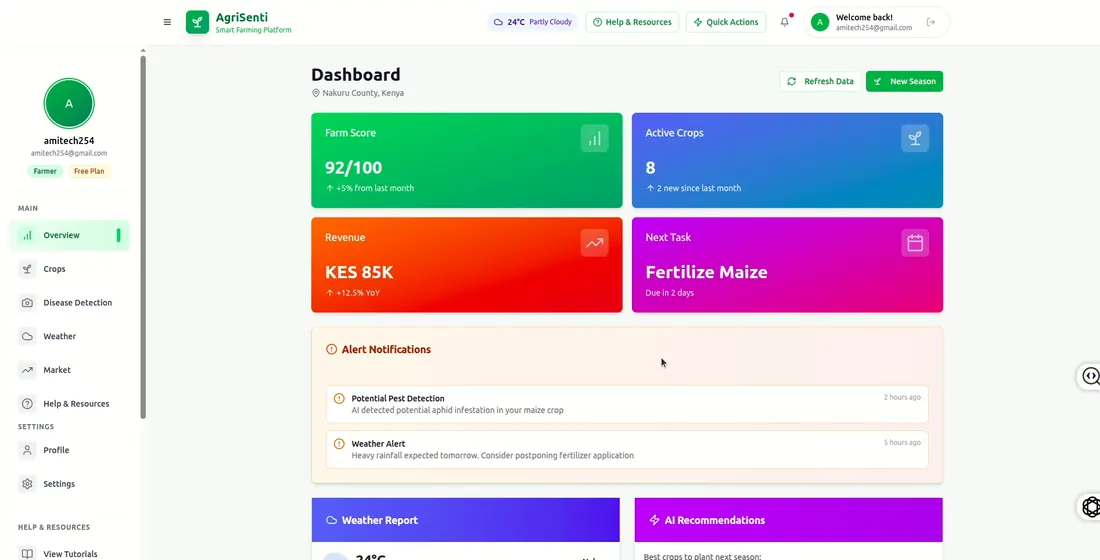 AgriSenti
Smart Farming Platform
24°C Partly Cloudy
Help & Resources
Quick Actions
A
Welcome back!
amitech254@gmail.com
A
amitech254
amitech254@gmail.com
Farmer
Free Plan
MAIN
Overview
Crops
Disease Detection
Weather
Market
Help & Resources
SETTINGS
Profile
Settings
HELP & RESOURCES
View Tutorials
Dashboard
Nakuru County, Kenya
Refresh Data
New Season
Farm Score
92/100
+5% from last month
Active Crops
8
2 new since last month
Revenue
KES 85K
+12.5% YoY
Next Task
Fertilize Maize
Due in 2 days
Alert Notifications
Potential Pest Detection
2 hours ago
AI detected potential aphid infestation in your maize crop
Weather Alert
5 hours ago
Heavy rainfall expected tomorrow. Consider postponing fertilizer application
Weather Report
24°C
AI Recommendations
Best crops to plant next season: